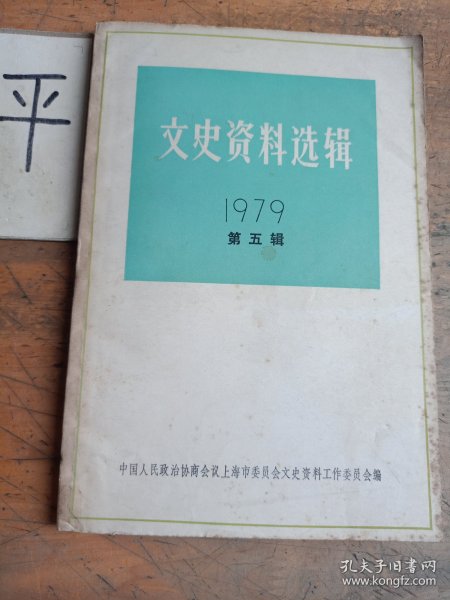 平
文史资料选辑
1979
第五辑
中国人民政治协商会议上海市委员会文史资料工作委员会编
孔夫子旧书网
www.kongfz.com